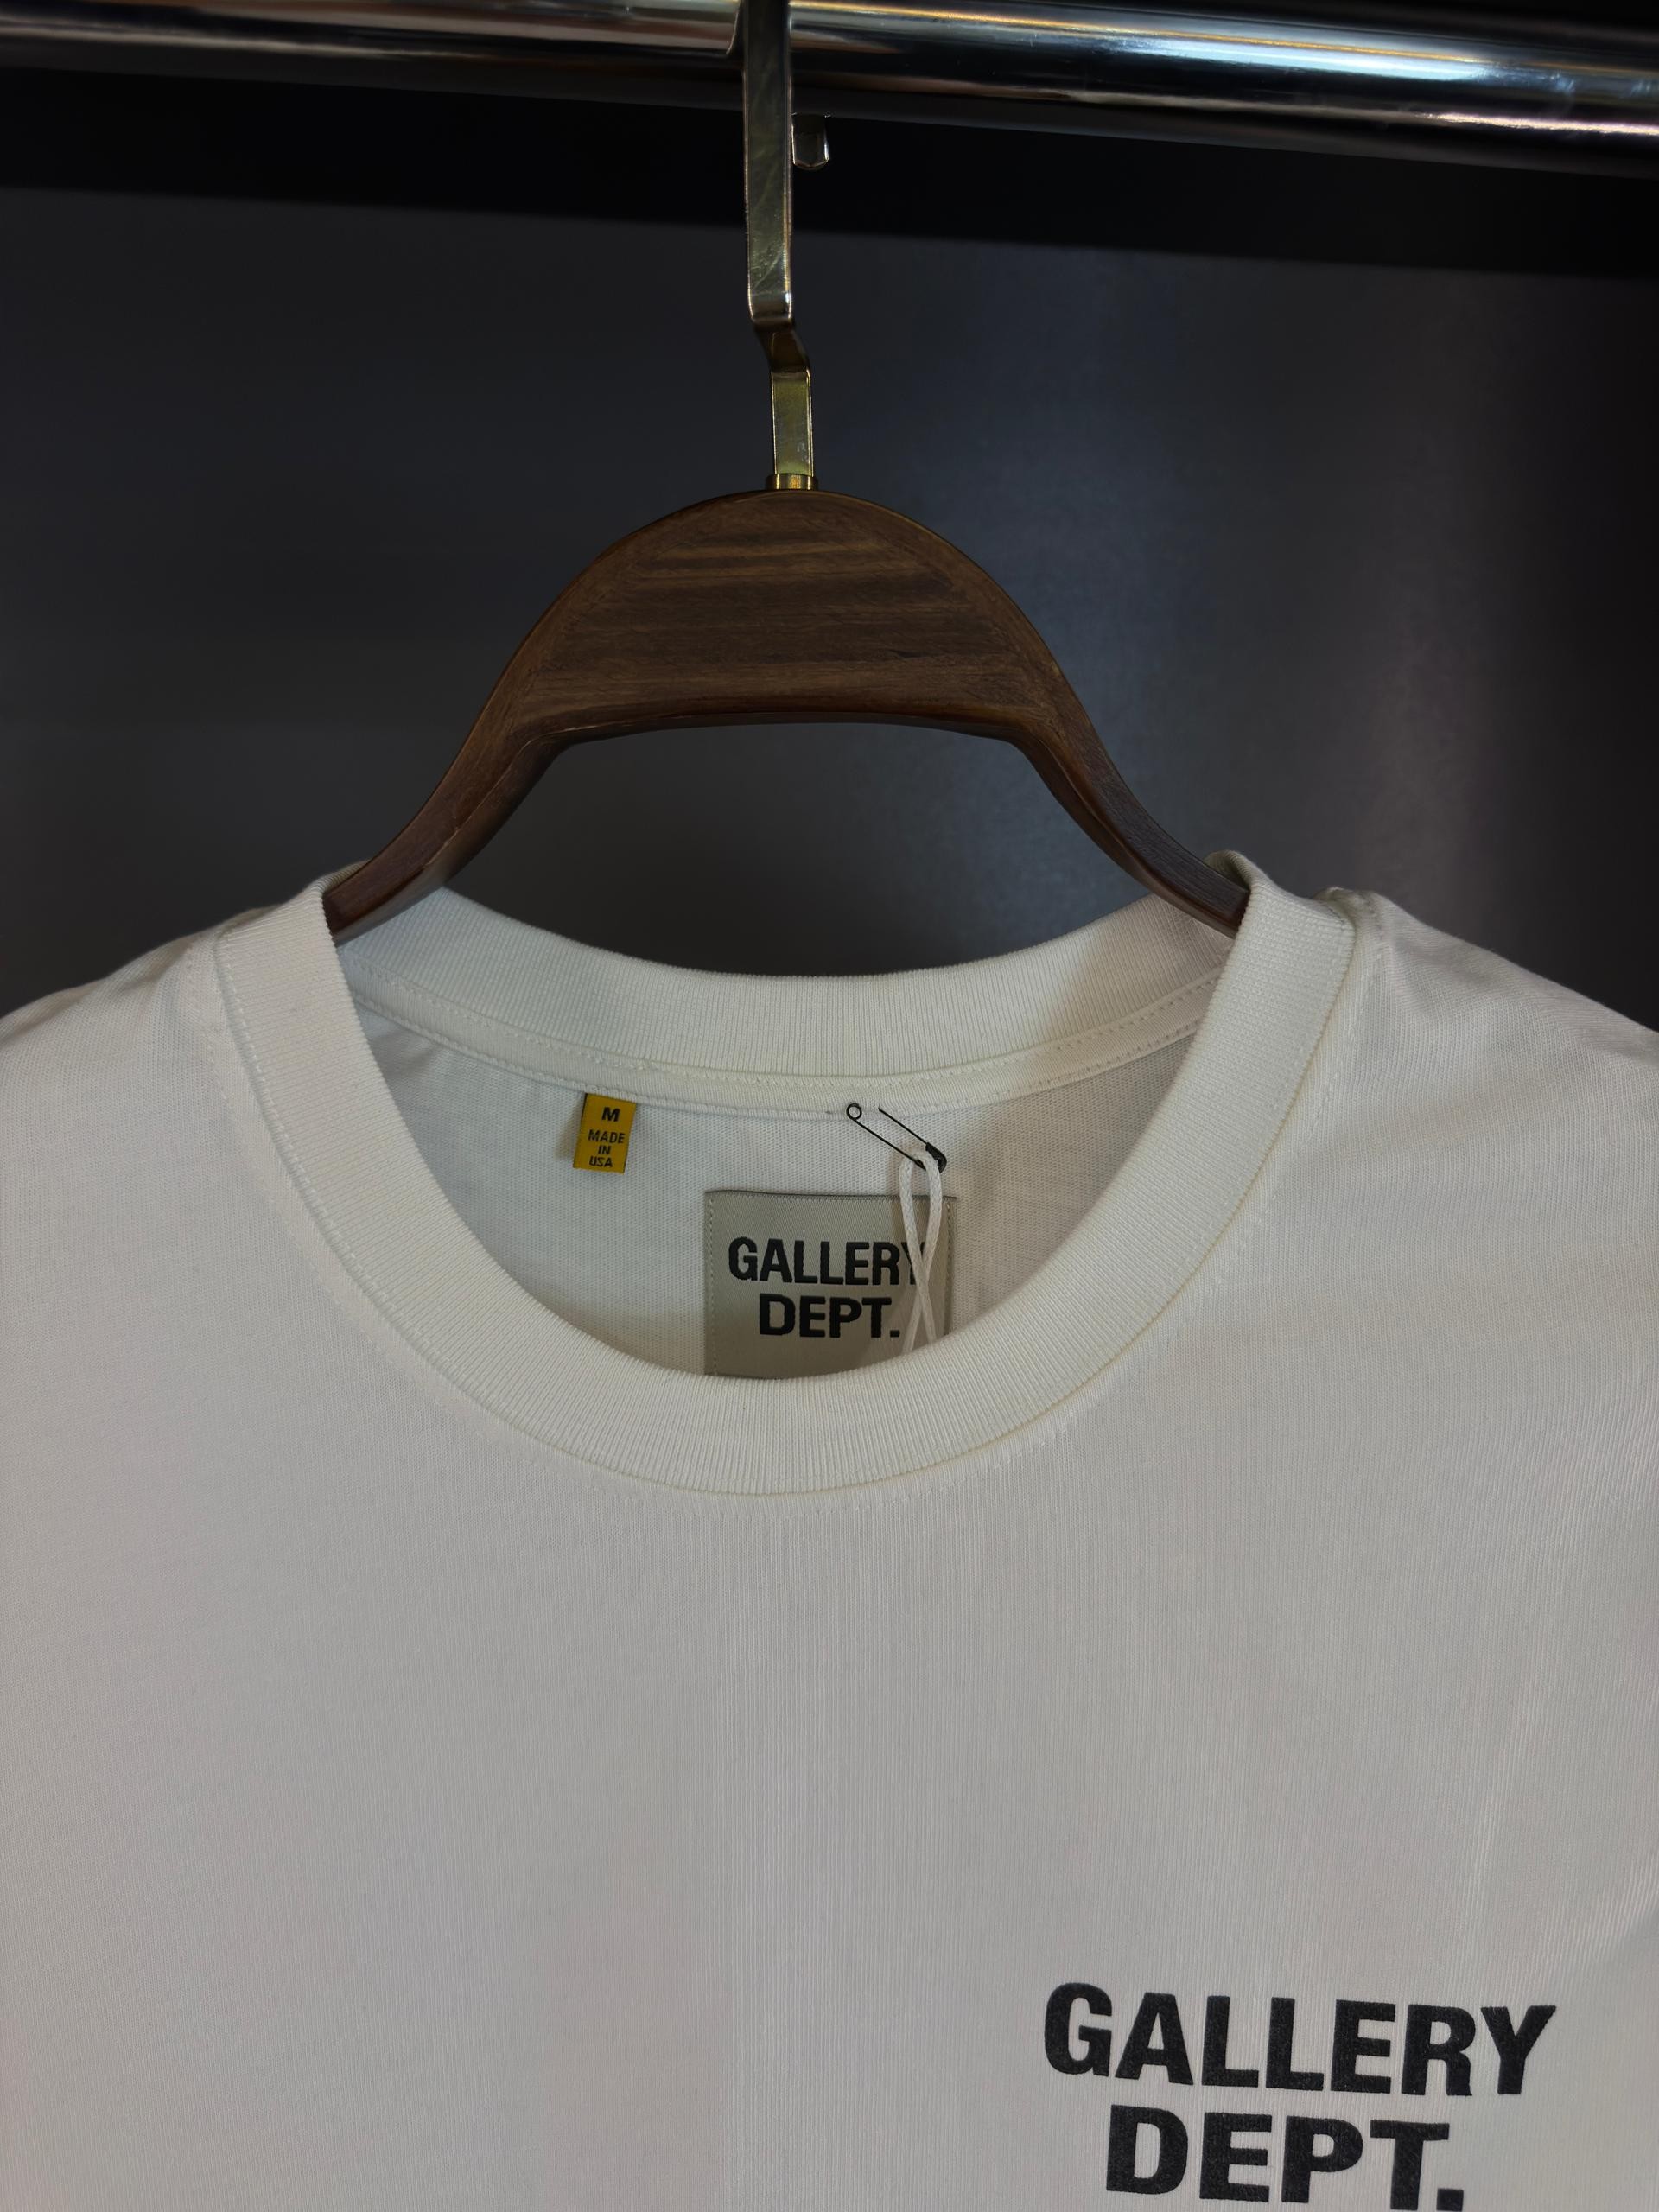 M
MADE
IN
USA
GALLERY
DEPT.
GALLERY
DEPT.